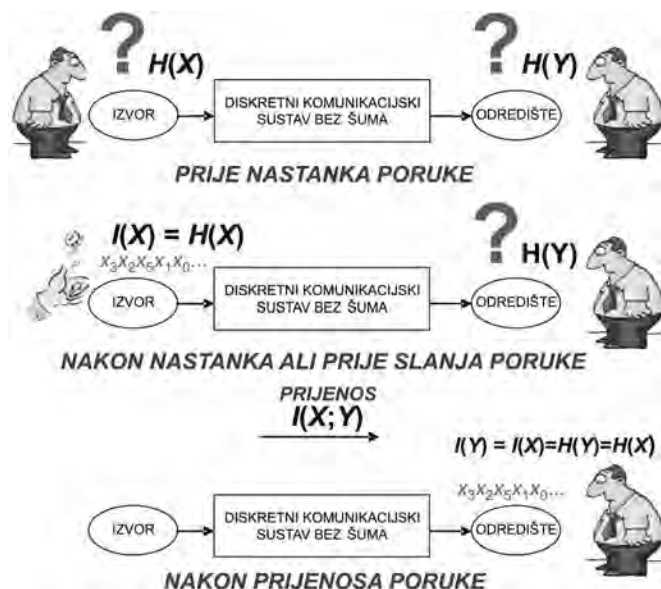 ? H(X)
? H(Y)
IZVOR
DISKRETNI KOMUNIKACIJSKI
SUSTAV BEZ ŠUMA
ODREDIŠTE
PRIJE NASTANKA PORUKE
I(X) = H(X)
x₃x₂x₅x₁x₀...
? H(Y)
IZVOR
DISKRETNI KOMUNIKACIJSKI
SUSTAV BEZ ŠUMA
ODREDIŠTE
NAKON NASTANKA ALI PRIJE SLANJA PORUKE
PRIJENOS
I(X;Y)
I(Y) = I(X)=H(Y)=H(X)
x₃x₂x₅x₁x₀...
IZVOR
DISKRETNI KOMUNIKACIJSKI
SUSTAV BEZ ŠUMA
ODREDIŠTE
NAKON PRIJENOSA PORUKE